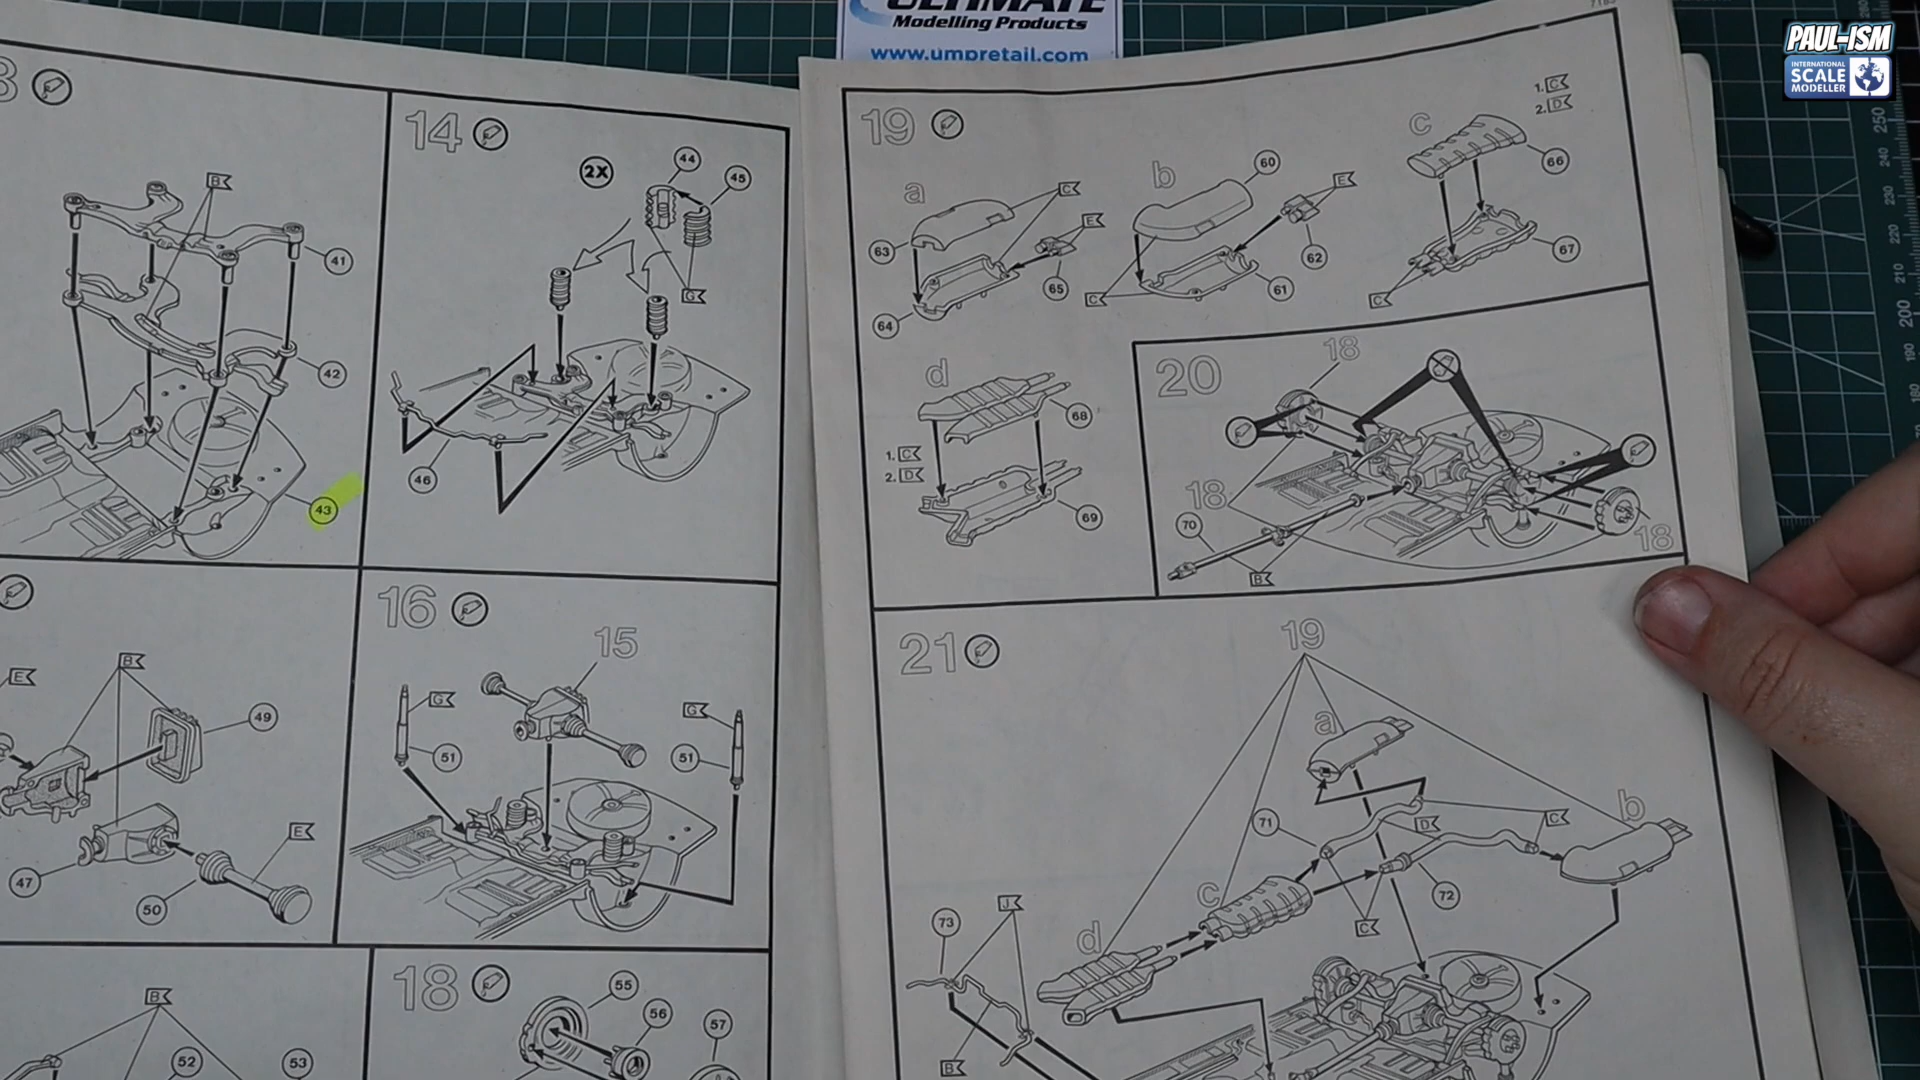 ULTIMATE
Modelling Products
www.umpretail.com
PAUL-ISM
INTERNATIONAL
SCALE
MODELLER
B
41
42
43
14
2X
44
45
G
46
E
B
49
47
50
E
16
15
G
51
G
51
B
52
53
18
55
56
57
19
a
C
E
63
65
64
b
60
E
62
C
61
c
1. C
2. D
66
67
C
d
68
1. C
2. D
69
20
18
18
70
B
18
21
19
a
b
71
D
C
c
72
C
73
J
d
B
250
240
230
220
210
200
190
180